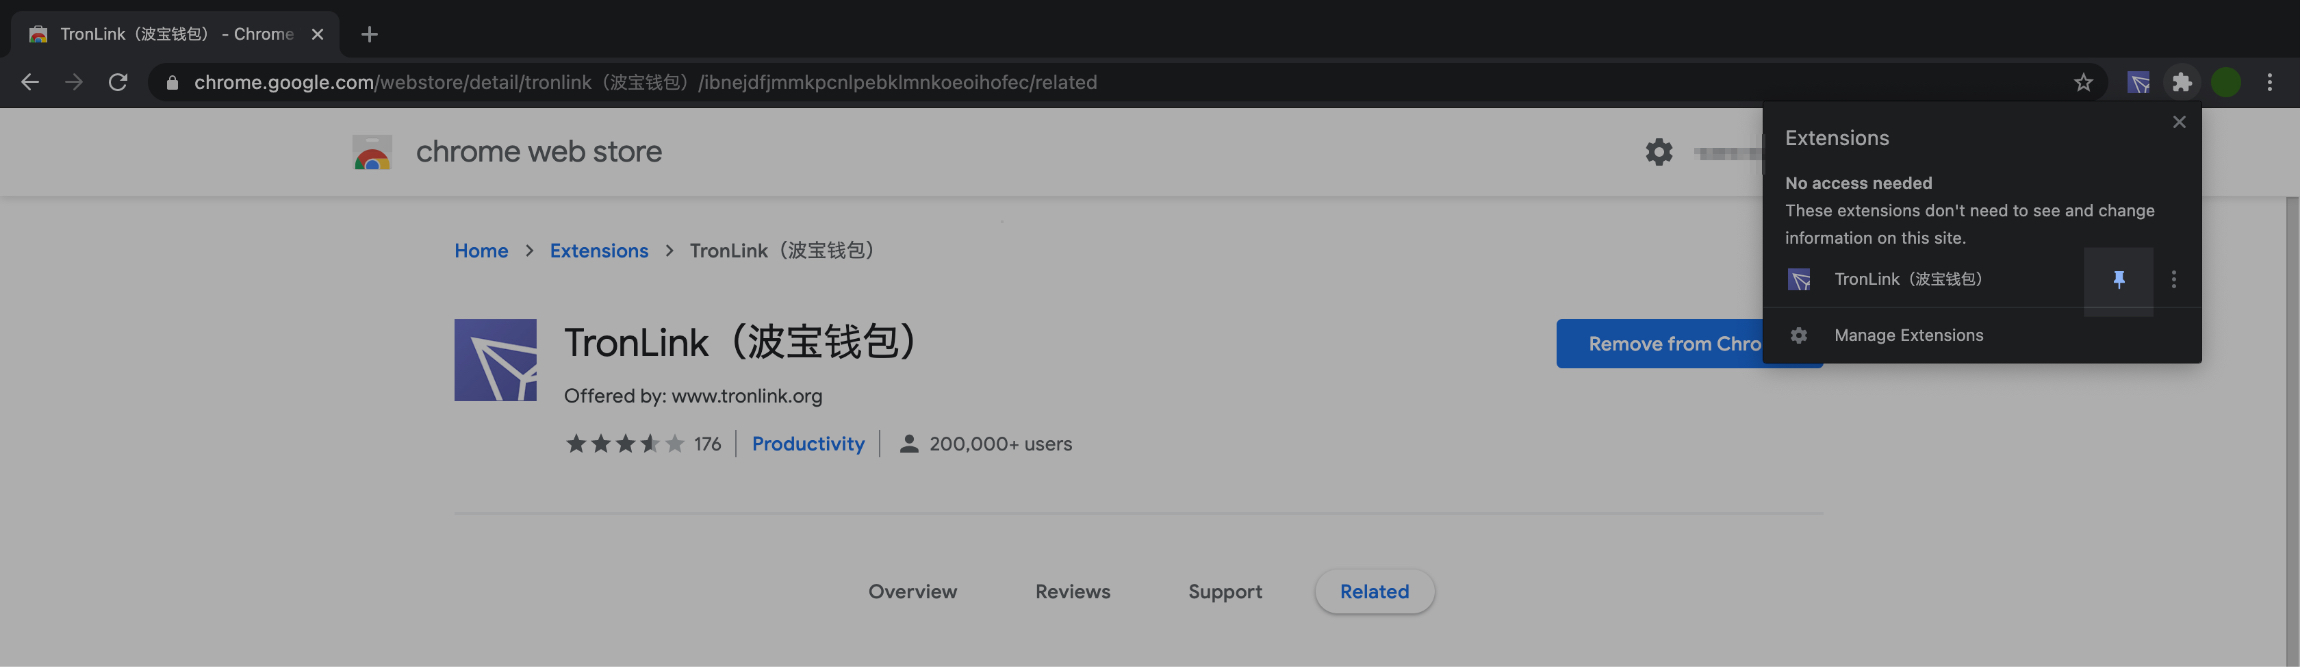 TronLink（波宝钱包） - Chrome
chrome.google.com/webstore/detail/tronlink（波宝钱包）/ibnejdfjmmkpcnlpebklmnkoeoihofec/related
chrome web store
Extensions
No access needed
These extensions don't need to see and change
information on this site.
TronLink（波宝钱包）
Manage Extensions
Home > Extensions > TronLink（波宝钱包）
TronLink（波宝钱包）
Remove from Chro
Offered by: www.tronlink.org
176 Productivity 200,000+ users
Overview Reviews Support Related